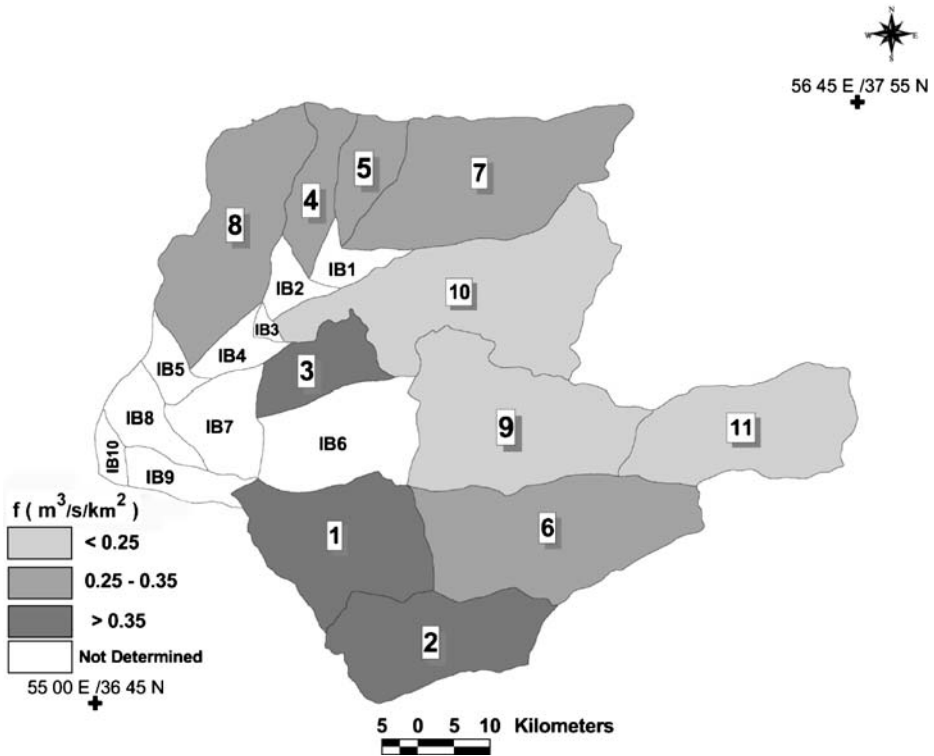 N
W E
S
56 45 E /37 55 N
5
7
4
8
IB1
IB2
10
IB3
IB4
3
IB5
IB8
IB7
IB6
9
11
IB10
IB9
f ( m³/s/km² )
< 0.25
0.25 - 0.35
> 0.35
Not Determined
1
6
2
55 00 E /36 45 N
5 0 5 10 Kilometers